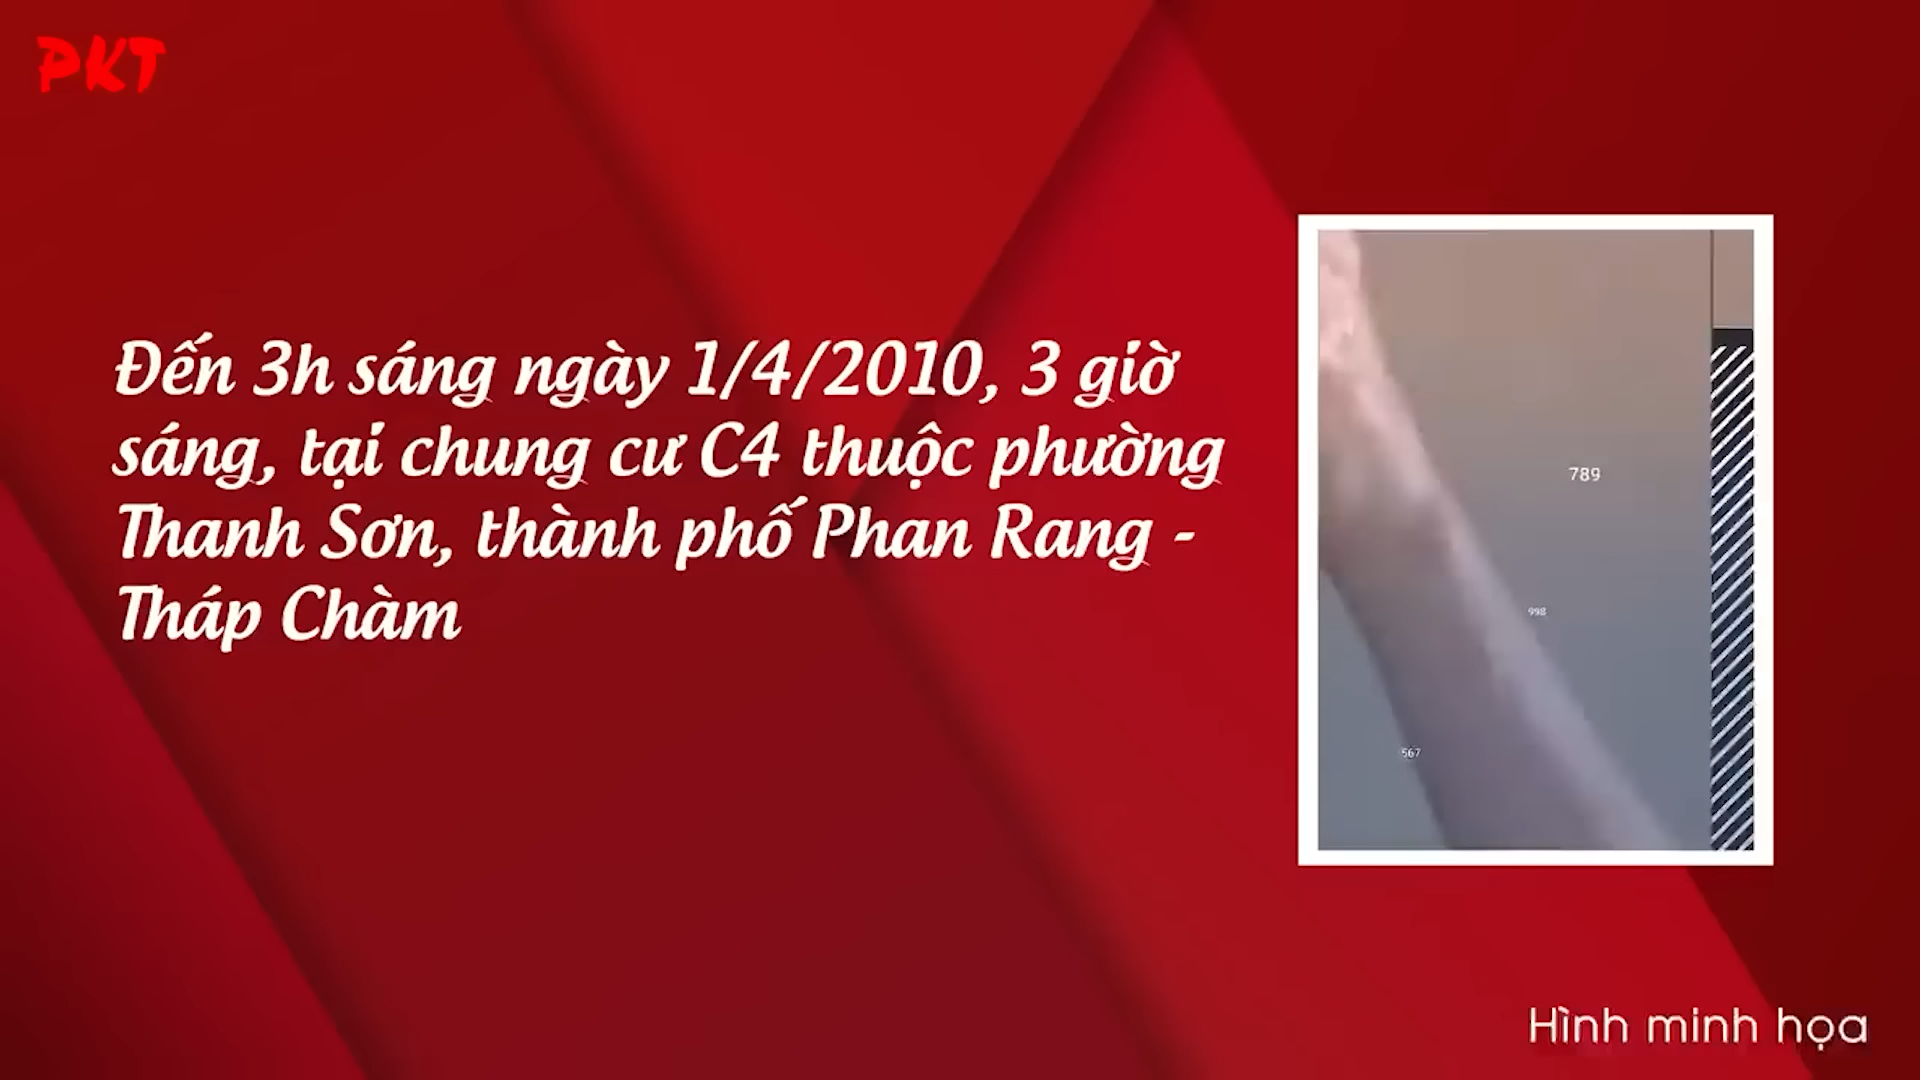 PKT
Đến 3h sáng ngày 1/4/2010, 3 giờ
sáng, tại chung cư C4 thuộc phường
Thanh Sơn, thành phố Phan Rang -
Tháp Chàm
789
998
567
Hình minh họa